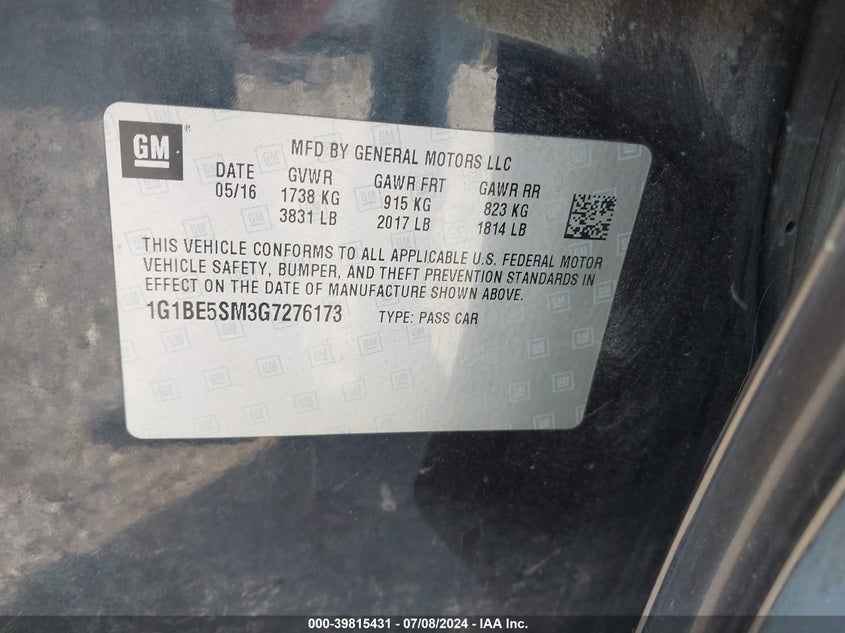 GM
MFD BY GENERAL MOTORS LLC
DATE GVWR GAWR FRT GAWR RR
05/16 1738 KG 915 KG 823 KG
3831 LB 2017 LB 1814 LB
THIS VEHICLE CONFORMS TO ALL APPLICABLE U.S. FEDERAL MOTOR
VEHICLE SAFETY, BUMPER, AND THEFT PREVENTION STANDARDS IN
EFFECT ON THE DATE OF MANUFACTURE SHOWN ABOVE.
1G1BE5SM3G7276173 TYPE: PASS CAR
000-39815431 - 07/08/2024 - IAA Inc.